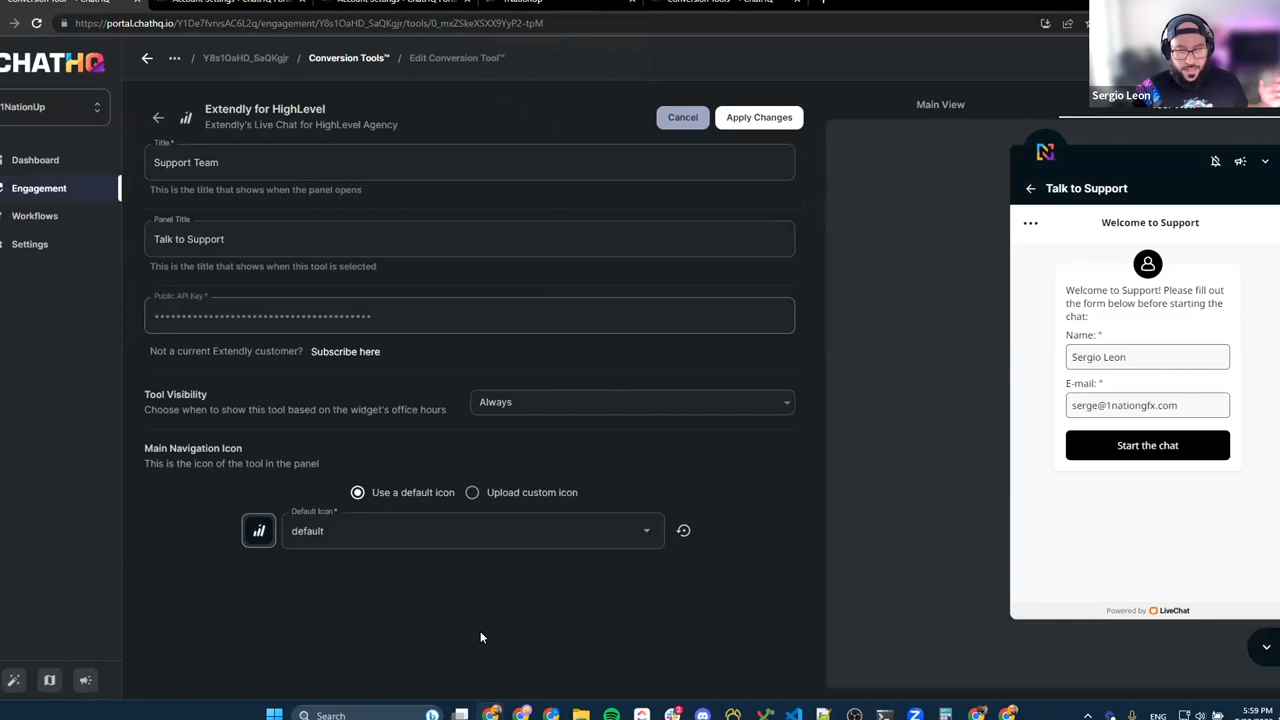 https://portal.chathq.io/Y1De7fvrvsAC6L2q/engagement/Y8s1OaHD_SaQKgjr/tools/0_mxZSkeXSXX9YyP2-tpM
Sergio Leon
CHATHQ
... / Y8s1OaHD_SaQKgjr / Conversion Tools™ / Edit Conversion Tool™
1NationUp
Dashboard
Engagement
Workflows
Settings
Extendly for HighLevel
Extendly's Live Chat for HighLevel Agency
Cancel
Apply Changes
Title*
Support Team
This is the title that shows when the panel opens
Panel Title
Talk to Support
This is the title that shows when this tool is selected
Public API Key*
Not a current Extendly customer? Subscribe here
Tool Visibility
Choose when to show this tool based on the widget's office hours
Always
Main Navigation Icon
This is the icon of the tool in the panel
Use a default icon
Upload custom icon
Default Icon*
default
Main View
Talk to Support
Welcome to Support
Welcome to Support! Please fill out
the form below before starting the
chat:
Name: *
Sergio Leon
E-mail: *
serge@1nationgfx.com
Start the chat
Powered by LiveChat
Search
5:59 PM